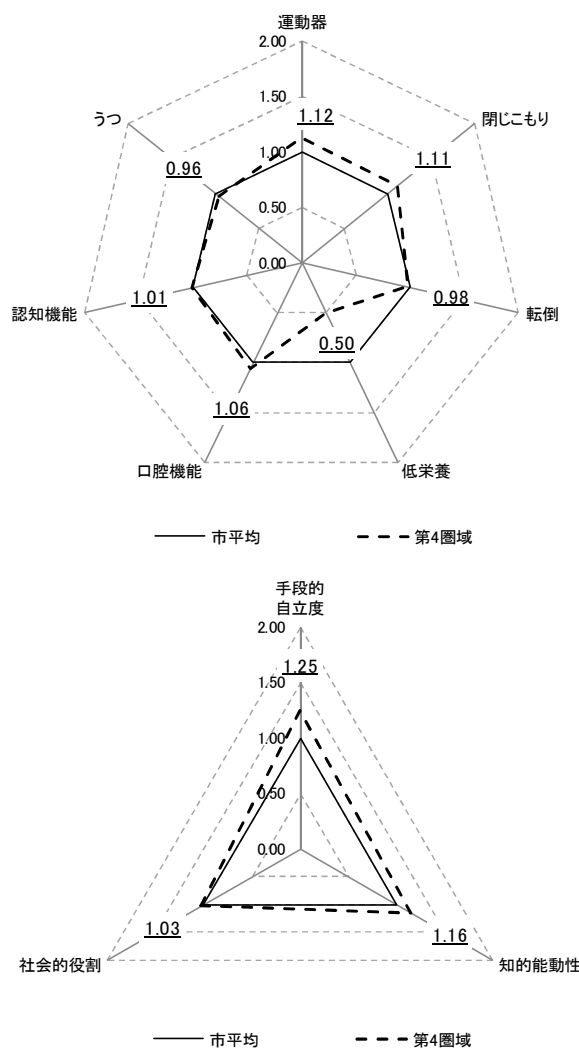 運動器
2.00
1.50
1.12
1.00
0.50
0.00
うつ
閉じこもり
0.96
1.11
認知機能
1.01
0.98
転倒
0.50
1.06
口腔機能
低栄養
市平均
第4圏域
手段的
自立度
2.00
1.25
1.50
1.00
0.50
0.00
1.03
1.16
社会的役割
知的能動性
市平均
第4圏域